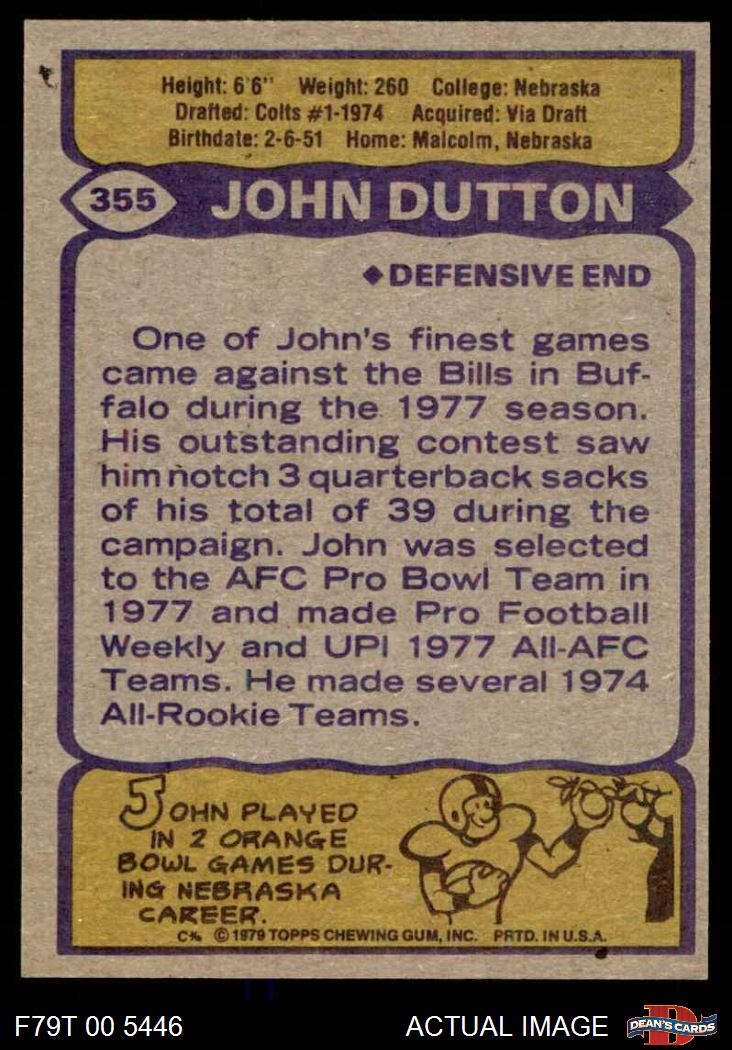 Height: 6'6" Weight: 260 College: Nebraska
Drafted: Colts #1-1974 Acquired: Via Draft
Birthdate: 2-6-51 Home: Malcolm, Nebraska
355 JOHN DUTTON
◆DEFENSIVE END
One of John's finest games
came against the Bills in Buf-
falo during the 1977 season.
His outstanding contest saw
him notch 3 quarterback sacks
of his total of 39 during the
campaign. John was selected
to the AFC Pro Bowl Team in
1977 and made Pro Football
Weekly and UPI 1977 All-AFC
Teams. He made several 1974
All-Rookie Teams.
JOHN PLAYED
IN 2 ORANGE
BOWL GAMES DUR-
ING NEBRASKA
CAREER.
© 1979 TOPPS CHEWING GUM, INC. PRTD. IN U.S.A.
F79T 00 5446 ACTUAL IMAGE DEAN'S CARDS